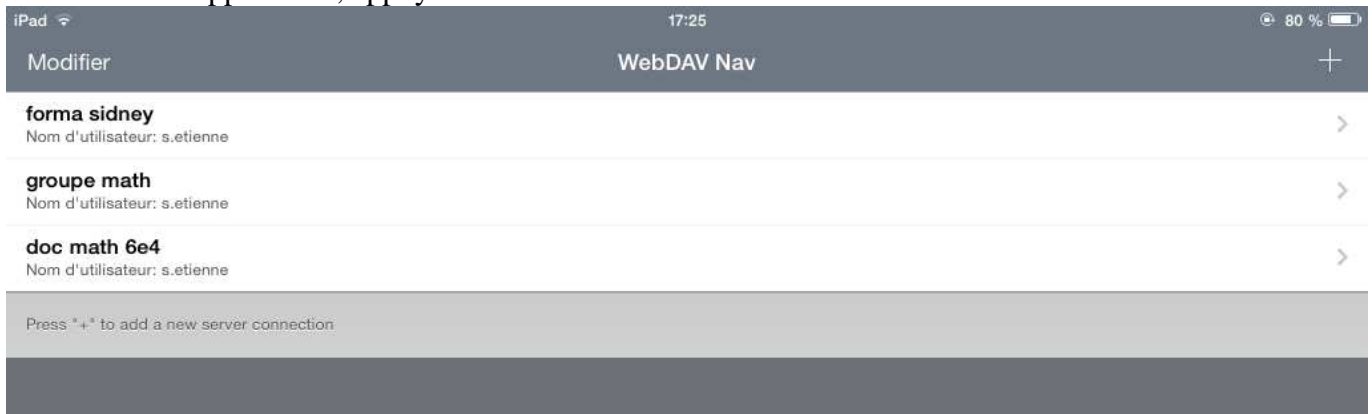 iPad 17:25 80 %
Modifier WebDAV Nav +
forma sidney
Nom d'utilisateur: s.etienne
groupe math
Nom d'utilisateur: s.etienne
doc math 6e4
Nom d'utilisateur: s.etienne
Press "+" to add a new server connection